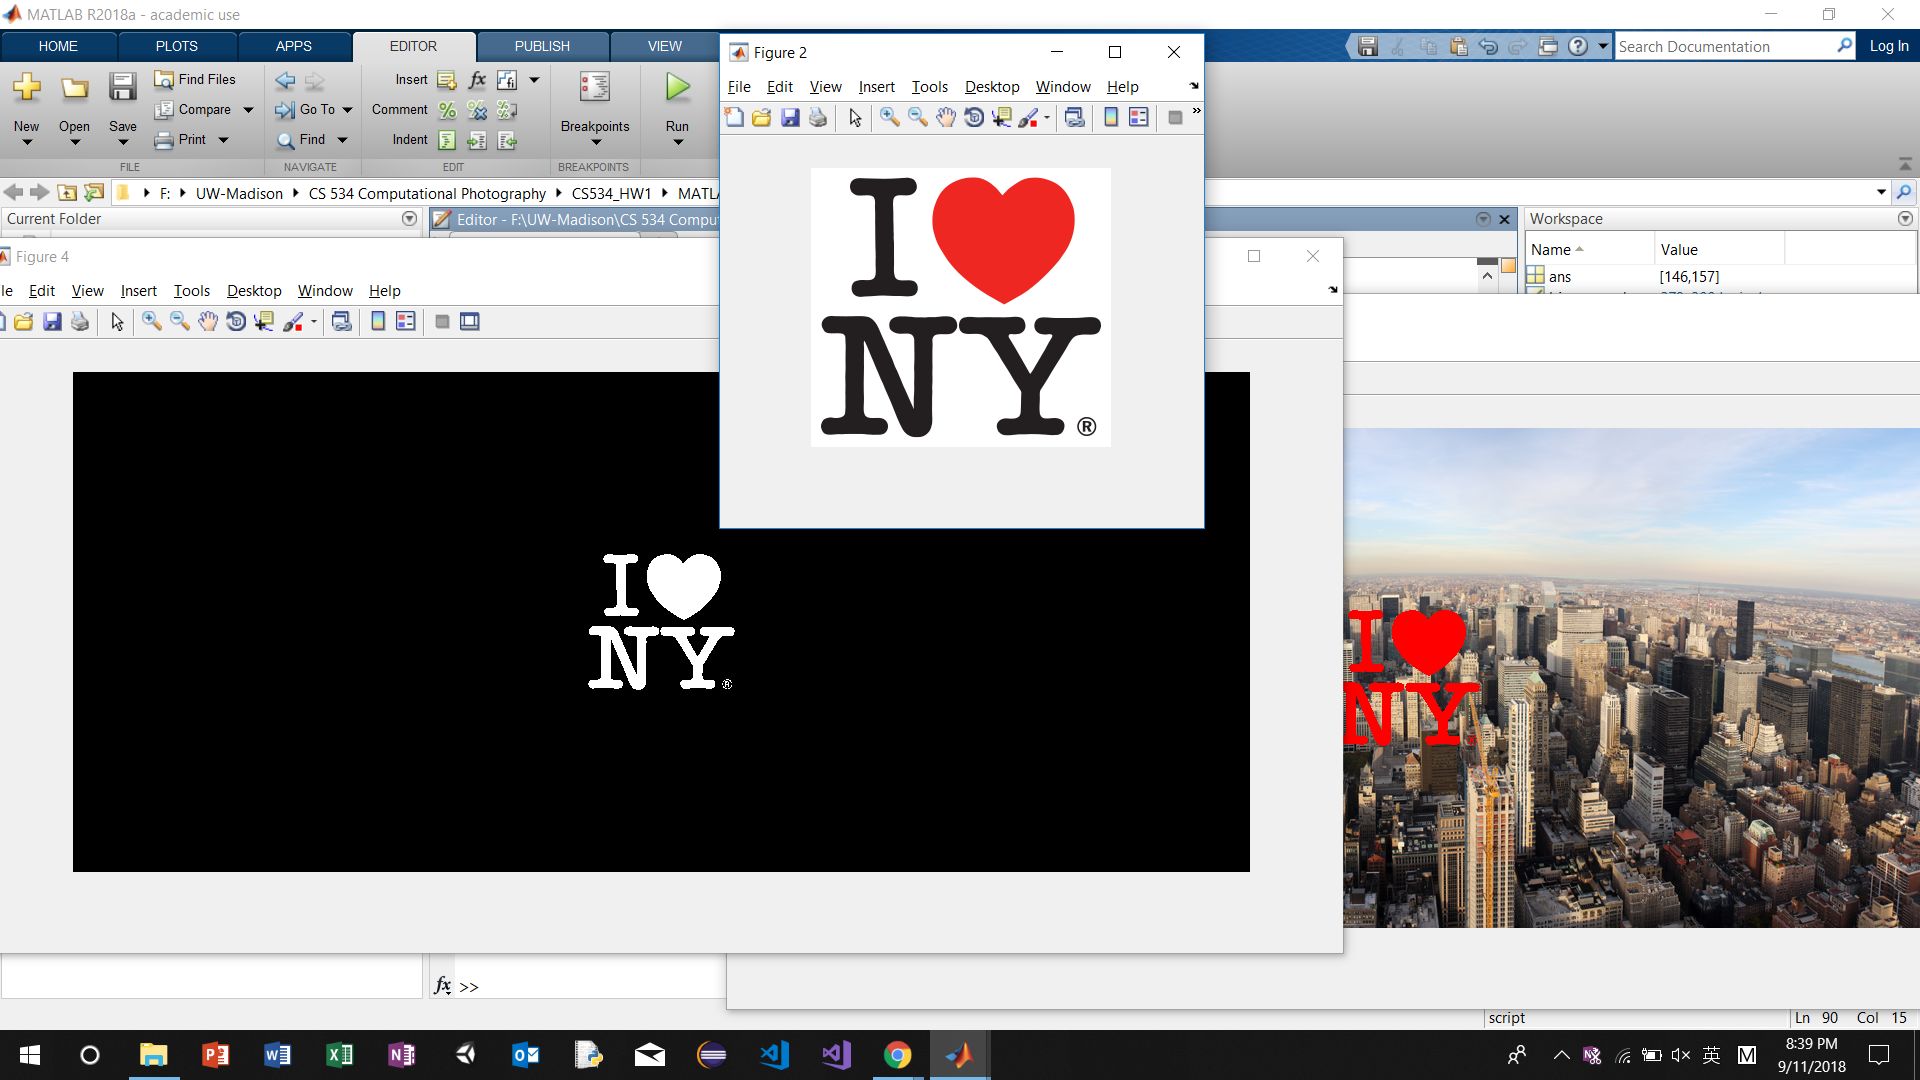 MATLAB R2018a - academic use
HOME PLOTS APPS EDITOR PUBLISH VIEW
Search Documentation
Log In
New
Open
Save
Find Files
Compare
Print
Go To
Find
Insert
Comment
Indent
fx
fi
Breakpoints
Run
FILE NAVIGATE EDIT BREAKPOINTS
F: UW-Madison CS 534 Computational Photography CS534_HW1 MATL
Current Folder
Editor - F:\UW-Madison\CS 534 Comput
Workspace
Name Value
ans [146,157]
Figure 2
File Edit View Insert Tools Desktop Window Help
I
NY®
Figure 4
le Edit View Insert Tools Desktop Window Help
I
NY®
I
NY
fx >>
script
Ln 90 Col 15
英
M
8:39 PM
9/11/2018